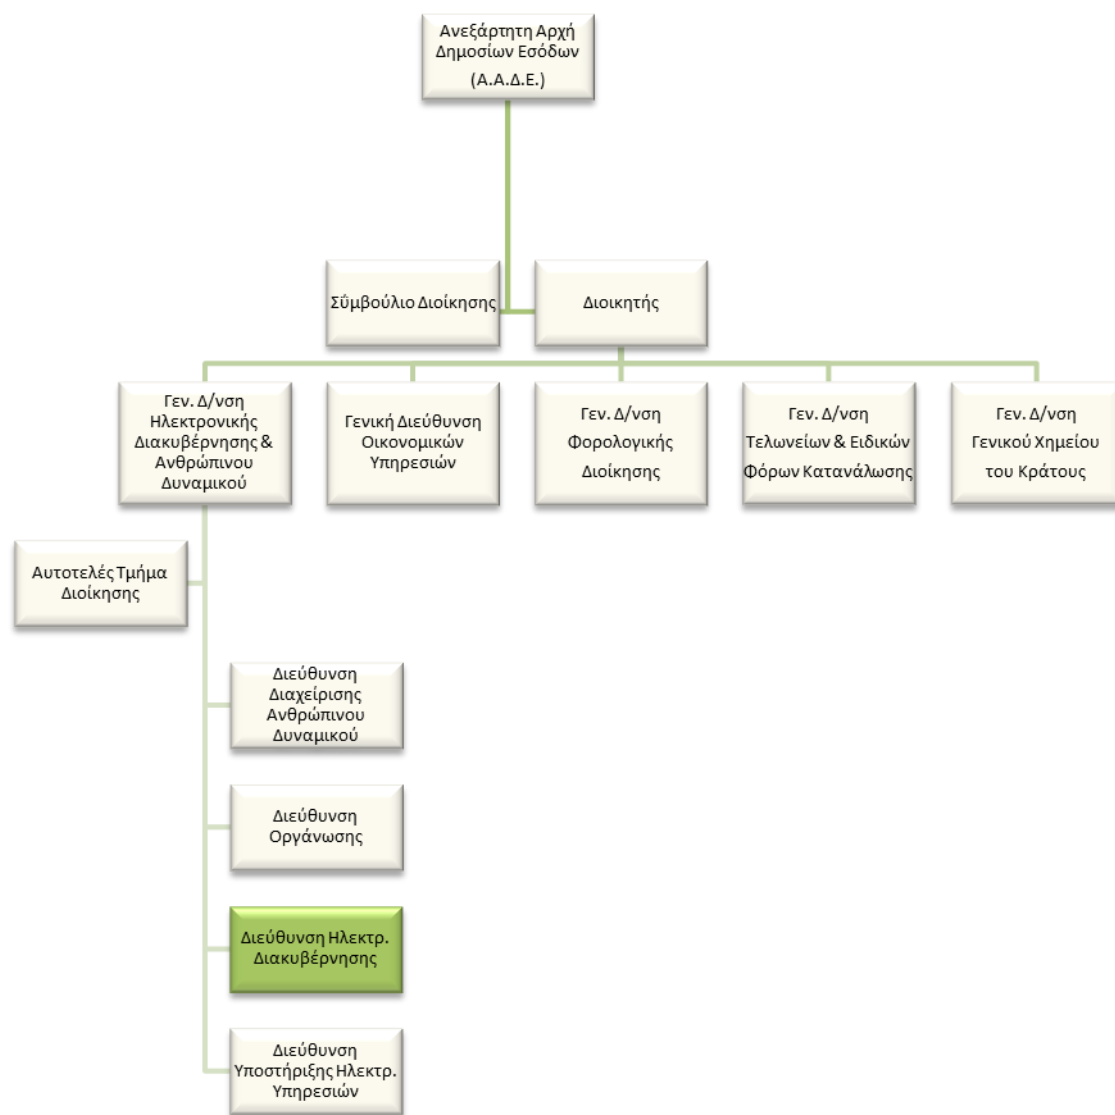 Ανεξάρτητη Αρχή
Δημοσίων Εσόδων
(Α.Α.Δ.Ε.)
Σΰμβούλιο Διοίκησης
Διοικητής
Γεν. Δ/νση
Ηλεκτρονικής
Διακυβέρνησης &
Ανθρώπινου
Δυναμικού
Γενική Διεύθυνση
Οικονομικών
Υπηρεσιών
Γεν. Δ/νση
Φορολογικής
Διοίκησης
Γεν. Δ/νση
Τελωνείων & Ειδικών
Φόρων Κατανάλωσης
Γεν. Δ/νση
Γενικού Χημείου
του Κράτους
Αυτοτελές Τμήμα
Διοίκησης
Διεύθυνση
Διαχείρισης
Ανθρώπινου
Δυναμικού
Διεύθυνση
Οργάνωσης
Διεύθυνση Ηλεκτρ.
Διακυβέρνησης
Διεύθυνση
Υποστήριξης Ηλεκτρ.
Υπηρεσιών